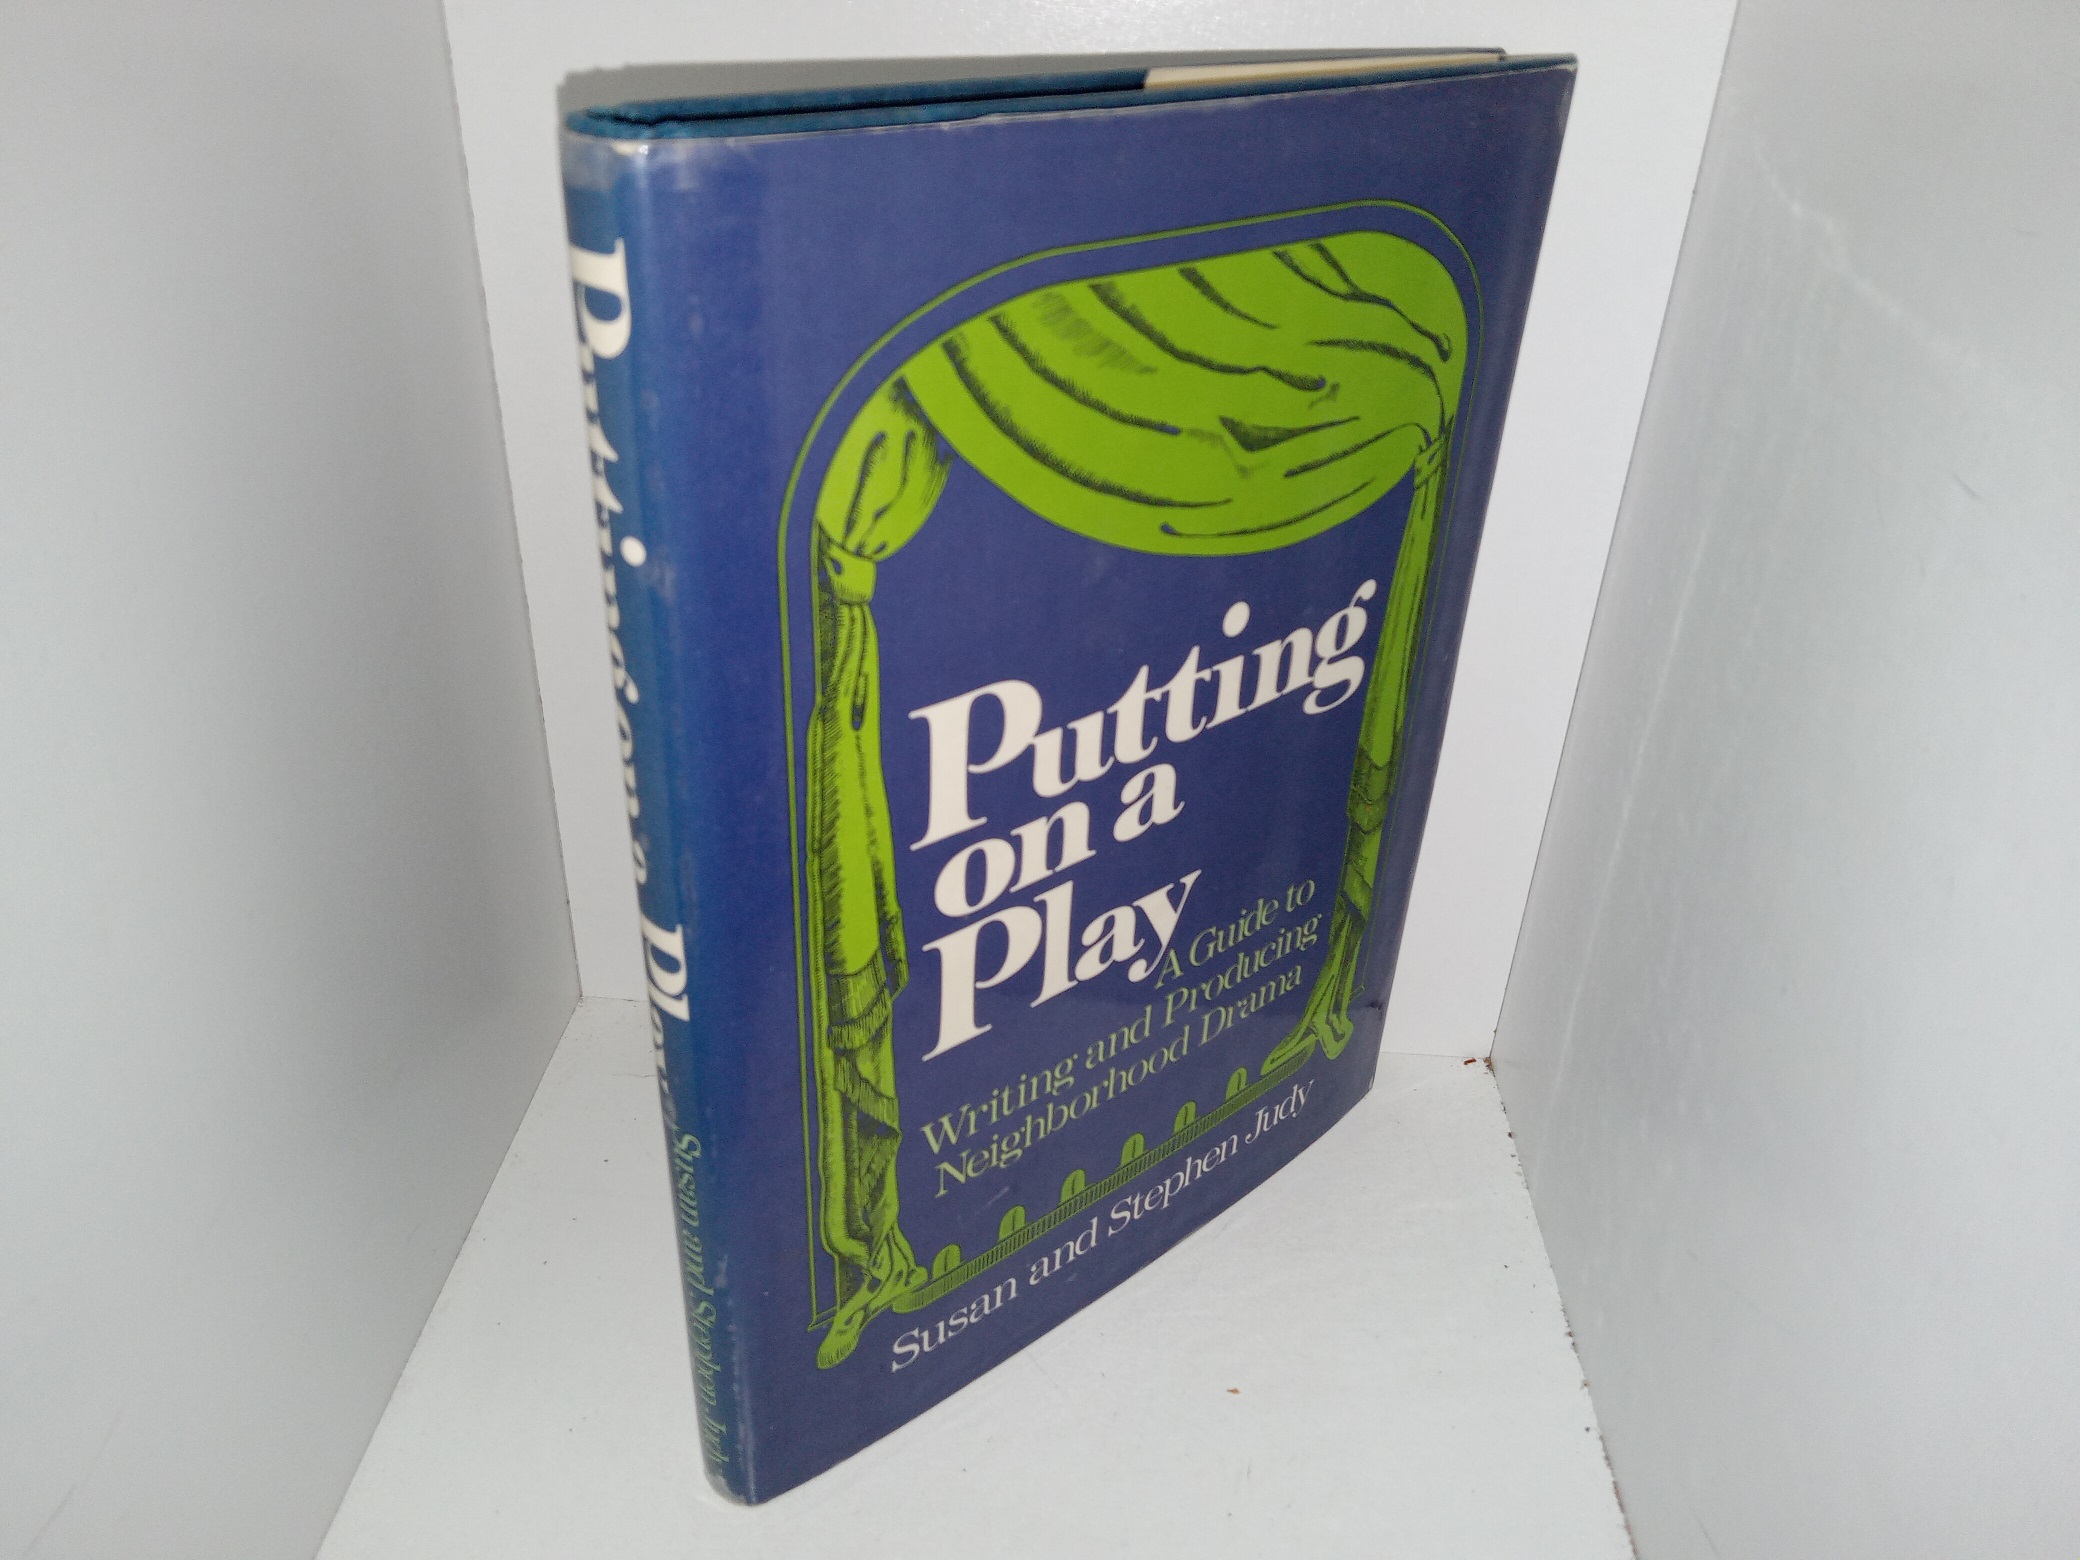 Putting on a Play Susan and Stephen Judy
Putting
on a
Play
A Guide to
Writing and Producing
Neighborhood Drama
Susan and Stephen Judy